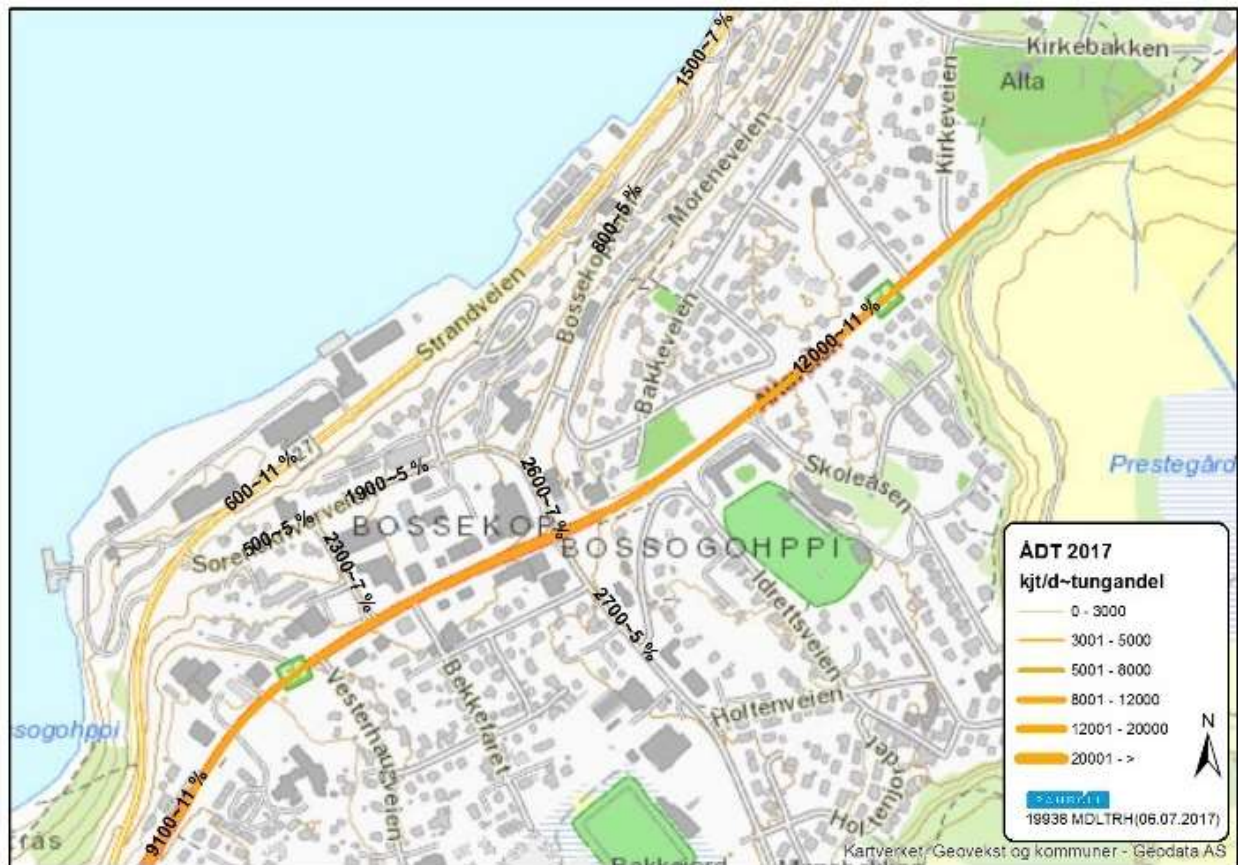 Kirkebakken
Alta
1500~7 %
Kirkeveien
Moreneveien
800~5 %
Strandveien
Bakkeveien
12000~11 %
Skoleåsen
Prestegård
600~11 %
1900~5 %
2600~7 %
500~5 %
2300~7 %
BOSSEKOP
BOSSOGOHPPI
2700~5 %
Idrettsveien
Holtenveien
Vesterhaugveien
Bekkefaret
9100~11 %
ÅDT 2017
kjt/d~tungandel
0 - 3000
3001 - 5000
5001 - 8000
8001 - 12000
12001 - 20000
20001 - >
N
RAMBØLL
19938 MDLTRH(06.07.2017)
Kartverket, Geovekst og kommuner - Geodata AS